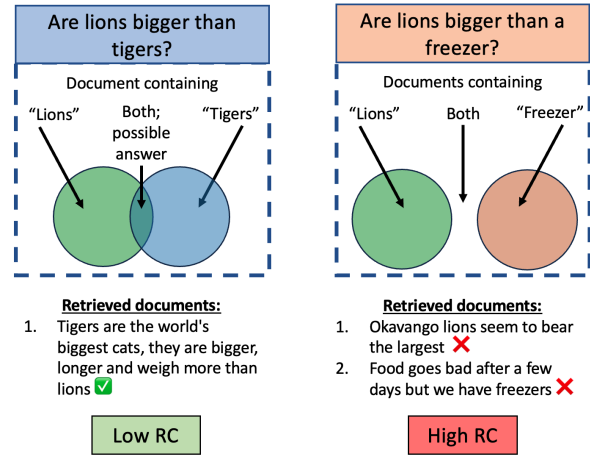 Are lions bigger than
tigers?
Document containing
“Lions”
Both;
possible
answer
“Tigers”
Retrieved documents:
1. Tigers are the world's
biggest cats, they are bigger,
longer and weigh more than
lions ✅
Low RC
Are lions bigger than a
freezer?
Documents containing
“Lions”
Both
“Freezer”
Retrieved documents:
1. Okavango lions seem to bear
the largest ❌
2. Food goes bad after a few
days but we have freezers ❌
High RC